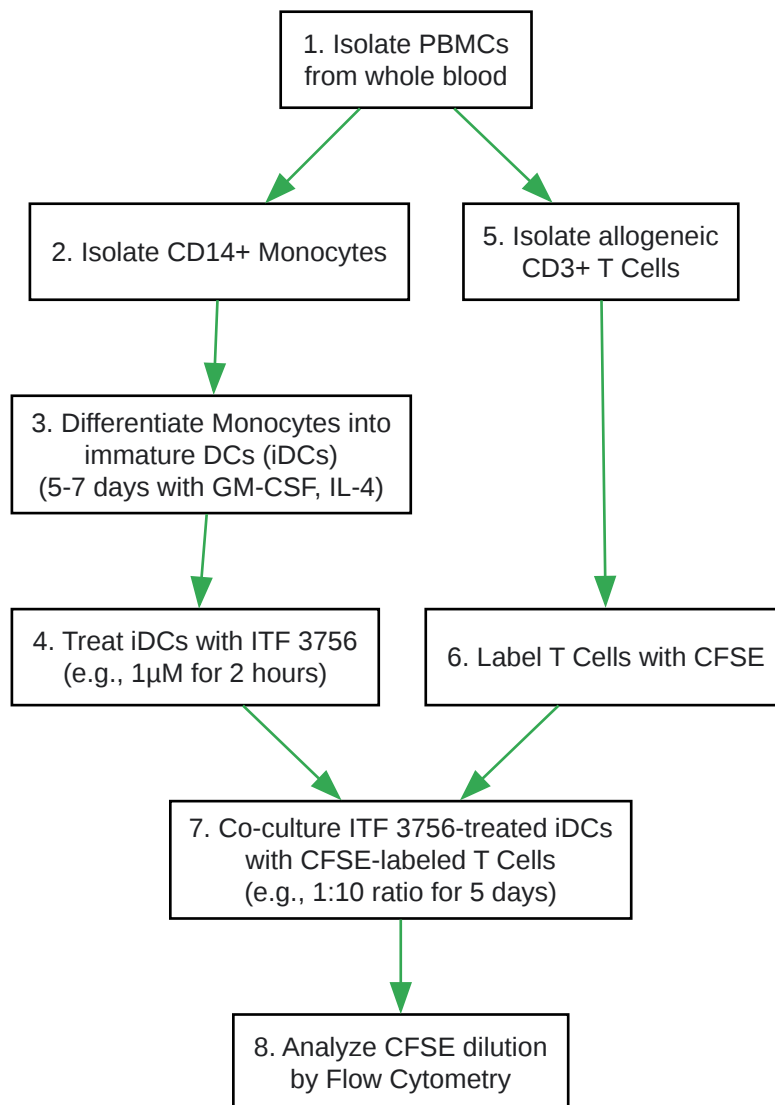 1. Isolate PBMCs
from whole blood
2. Isolate CD14+ Monocytes
5. Isolate allogeneic
CD3+ T Cells
3. Differentiate Monocytes into
immature DCs (iDCs)
(5-7 days with GM-CSF, IL-4)
4. Treat iDCs with ITF 3756
(e.g., 1µM for 2 hours)
6. Label T Cells with CFSE
7. Co-culture ITF 3756-treated iDCs
with CFSE-labeled T Cells
(e.g., 1:10 ratio for 5 days)
8. Analyze CFSE dilution
by Flow Cytometry